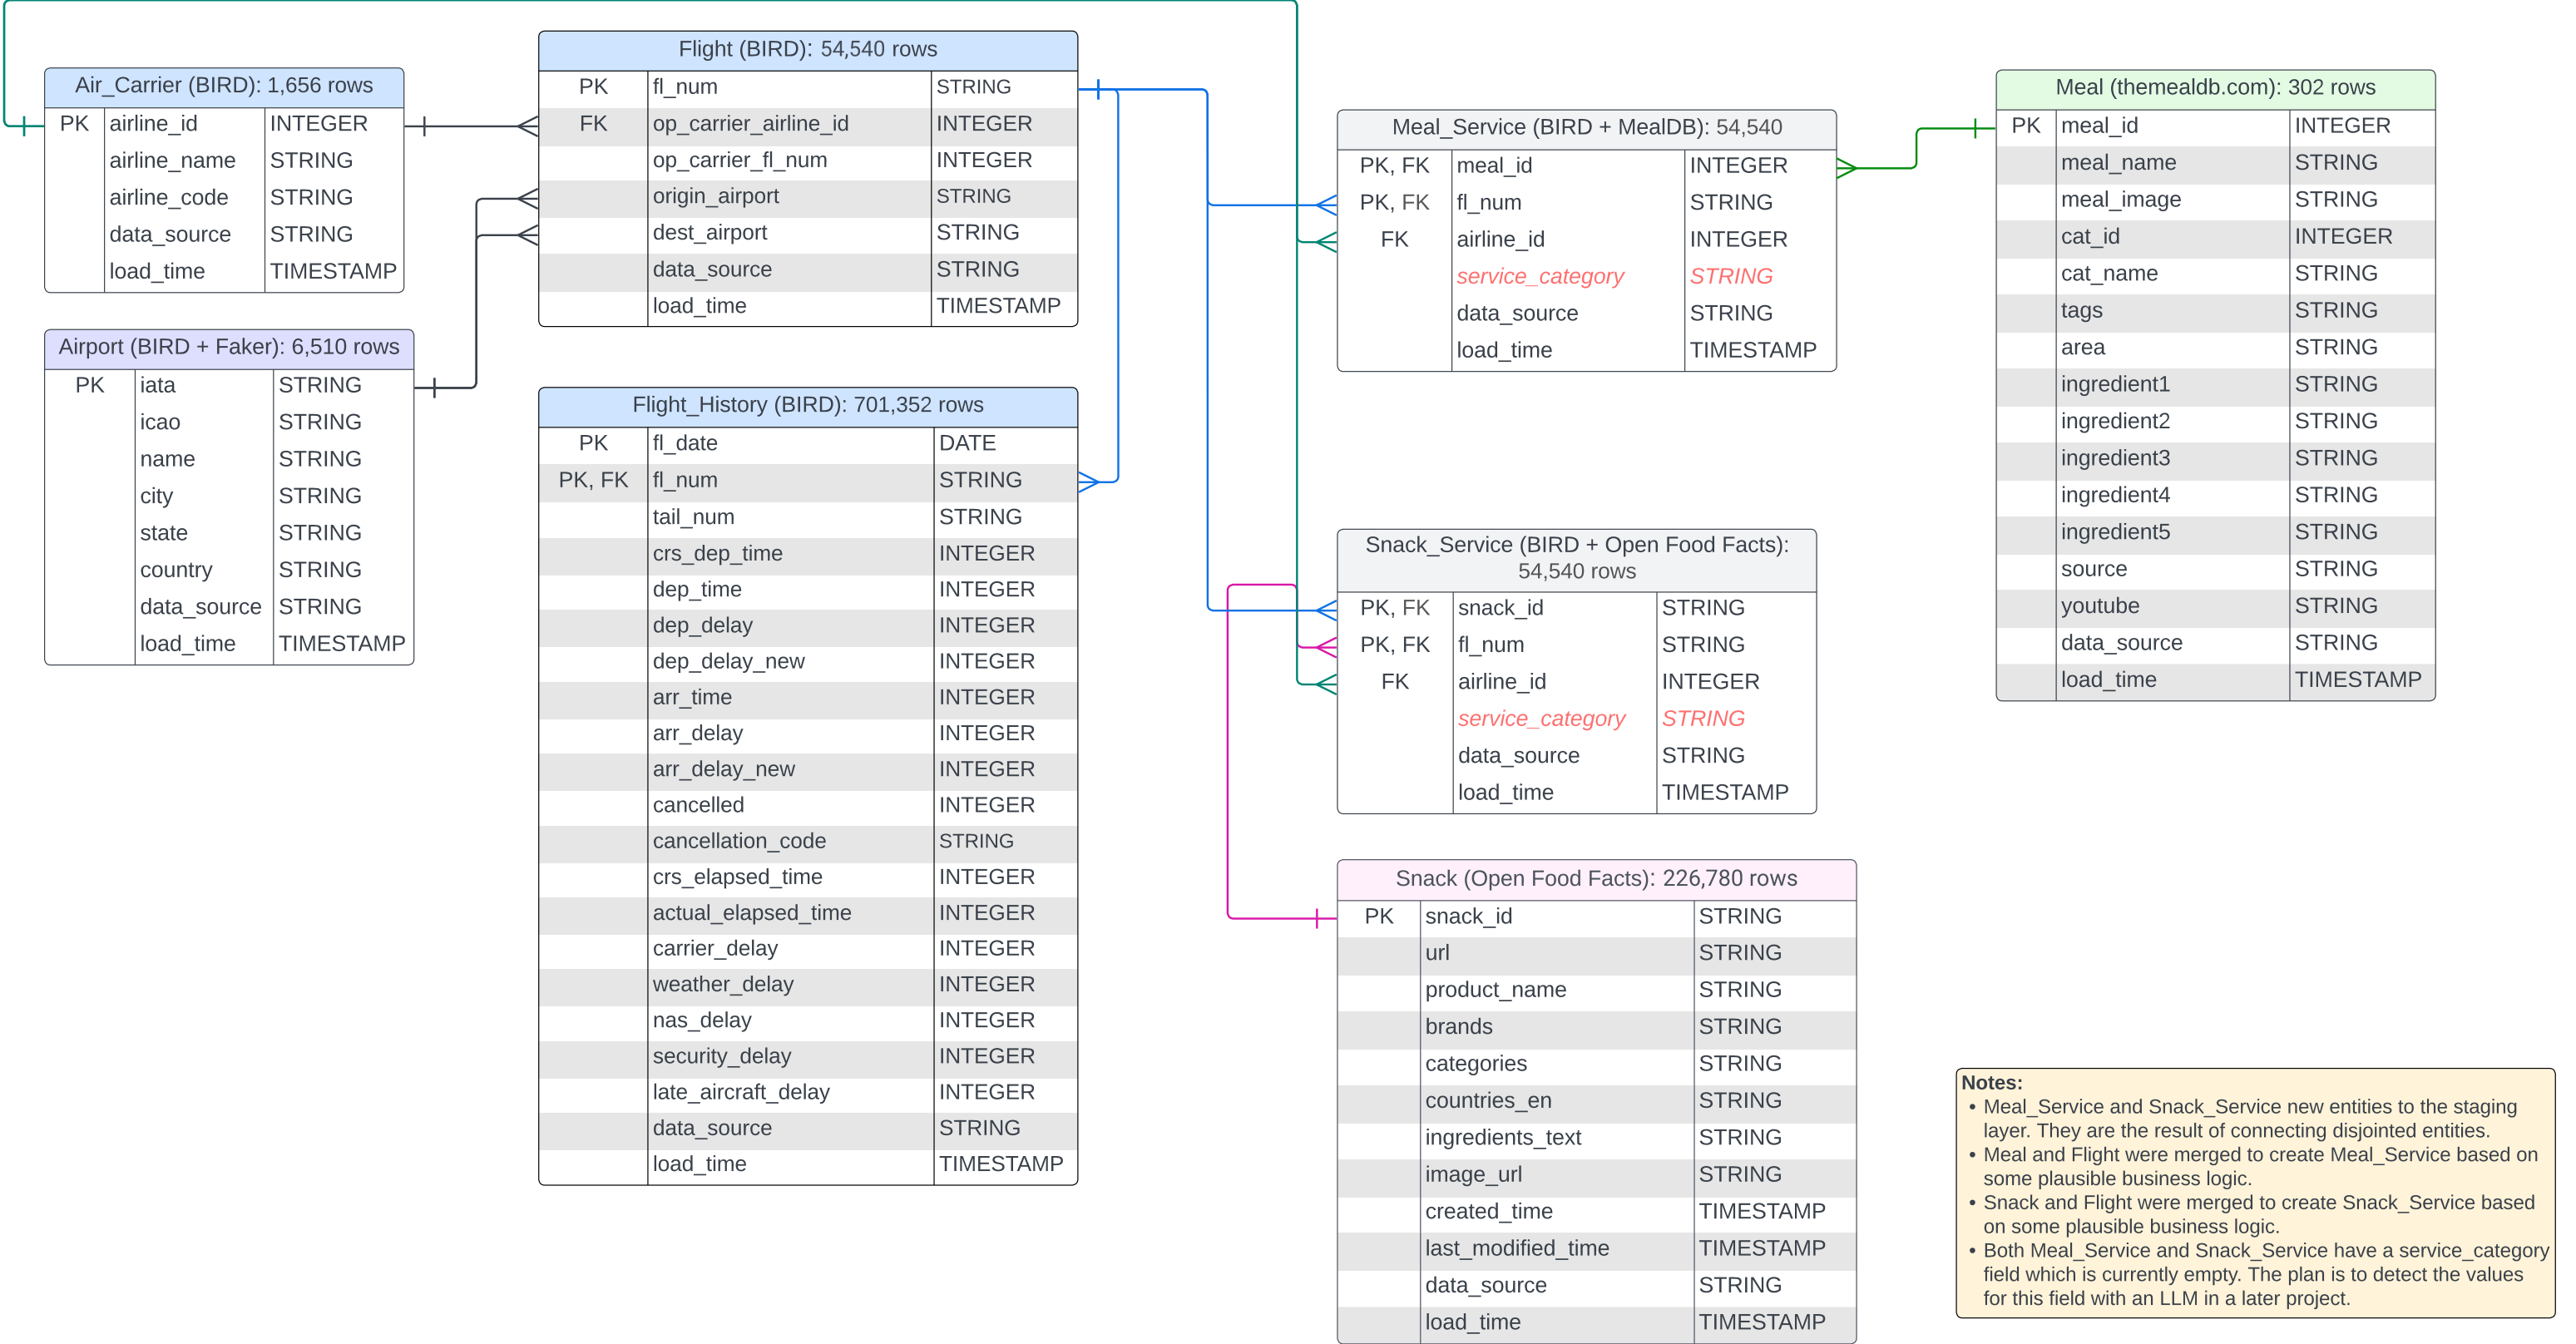 Air_Carrier (BIRD): 1,656 rows
PK airline_id INTEGER
airline_name STRING
airline_code STRING
data_source STRING
load_time TIMESTAMP
Airport (BIRD + Faker): 6,510 rows
PK iata STRING
icao STRING
name STRING
city STRING
state STRING
country STRING
data_source STRING
load_time TIMESTAMP
Flight (BIRD): 54,540 rows
PK fl_num STRING
FK op_carrier_airline_id INTEGER
op_carrier_fl_num INTEGER
origin_airport STRING
dest_airport STRING
data_source STRING
load_time TIMESTAMP
Flight_History (BIRD): 701,352 rows
PK fl_date DATE
PK, FK fl_num STRING
tail_num STRING
crs_dep_time INTEGER
dep_time INTEGER
dep_delay INTEGER
dep_delay_new INTEGER
arr_time INTEGER
arr_delay INTEGER
arr_delay_new INTEGER
cancelled INTEGER
cancellation_code STRING
crs_elapsed_time INTEGER
actual_elapsed_time INTEGER
carrier_delay INTEGER
weather_delay INTEGER
nas_delay INTEGER
security_delay INTEGER
late_aircraft_delay INTEGER
data_source STRING
load_time TIMESTAMP
Meal_Service (BIRD + MealDB): 54,540
PK, FK meal_id INTEGER
PK, FK fl_num STRING
FK airline_id INTEGER
service_category STRING
data_source STRING
load_time TIMESTAMP
Snack_Service (BIRD + Open Food Facts):
54,540 rows
PK, FK snack_id STRING
PK, FK fl_num STRING
FK airline_id INTEGER
service_category STRING
data_source STRING
load_time TIMESTAMP
Snack (Open Food Facts): 226,780 rows
PK snack_id STRING
url STRING
product_name STRING
brands STRING
categories STRING
countries_en STRING
ingredients_text STRING
image_url STRING
created_time TIMESTAMP
last_modified_time TIMESTAMP
data_source STRING
load_time TIMESTAMP
Meal (themealdb.com): 302 rows
PK meal_id INTEGER
meal_name STRING
meal_image STRING
cat_id INTEGER
cat_name STRING
tags STRING
area STRING
ingredient1 STRING
ingredient2 STRING
ingredient3 STRING
ingredient4 STRING
ingredient5 STRING
source STRING
youtube STRING
data_source STRING
load_time TIMESTAMP
Notes:
• Meal_Service and Snack_Service new entities to the staging
layer. They are the result of connecting disjointed entities.
• Meal and Flight were merged to create Meal_Service based on
some plausible business logic.
• Snack and Flight were merged to create Snack_Service based
on some plausible business logic.
• Both Meal_Service and Snack_Service have a service_category
field which is currently empty. The plan is to detect the values
for this field with an LLM in a later project.